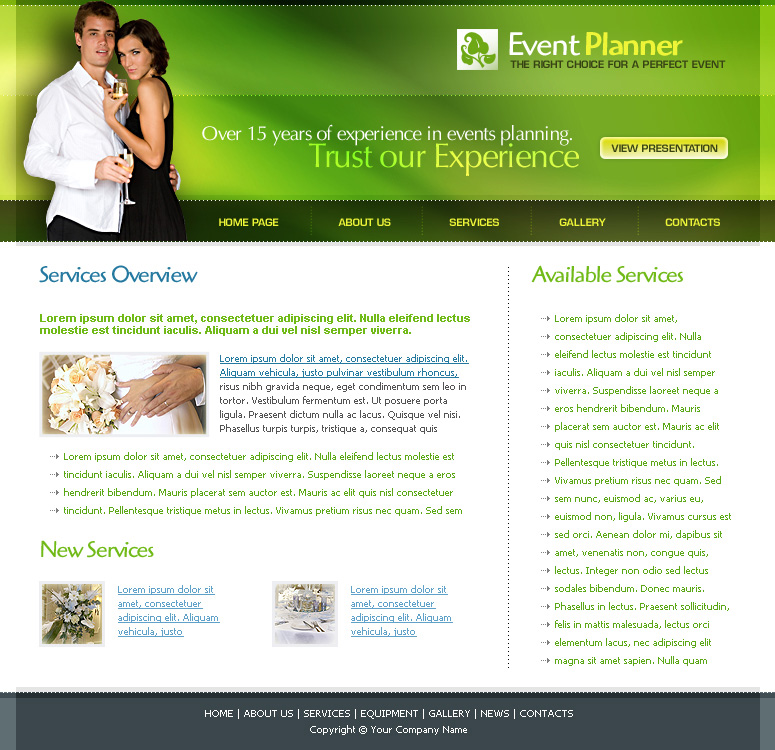 Event Planner
THE RIGHT CHOICE FOR A PERFECT EVENT
Over 15 years of experience in events planning.
Trust our Experience
VIEW PRESENTATION
HOME PAGE
ABOUT US
SERVICES
GALLERY
CONTACTS
Services Overview
Lorem ipsum dolor sit amet, consectetuer adipiscing elit. Nulla eleifend lectus
molestie est tincidunt iaculis. Aliquam a dui vel nisl semper viverra.
Lorem ipsum dolor sit amet, consectetuer adipiscing elit.
Aliquam vehicula, justo pulvinar vestibulum rhoncus,
risus nibh gravida neque, eget condimentum sem leo in
tortor. Vestibulum fermentum est. Ut posuere porta
ligula. Praesent dictum nulla ac lacus. Quisque vel nisi.
Phasellus turpis turpis, tristique a, consequat quis
Lorem ipsum dolor sit amet, consectetuer adipiscing elit. Nulla eleifend lectus molestie est
tincidunt iaculis. Aliquam a dui vel nisl semper viverra. Suspendisse laoreet neque a eros
hendrerit bibendum. Mauris placerat sem auctor est. Mauris ac elit quis nisl consectetuer
tincidunt. Pellentesque tristique metus in lectus. Vivamus pretium risus nec quam. Sed sem
New Services
Lorem ipsum dolor sit
amet, consectetuer
adipiscing elit. Aliquam
vehicula, justo
Lorem ipsum dolor sit
amet, consectetuer
adipiscing elit. Aliquam
vehicula, justo
Available Services
Lorem ipsum dolor sit amet,
consectetuer adipiscing elit. Nulla
eleifend lectus molestie est tincidunt
iaculis. Aliquam a dui vel nisl semper
viverra. Suspendisse laoreet neque a
eros hendrerit bibendum. Mauris
placerat sem auctor est. Mauris ac elit
quis nisl consectetuer tincidunt.
Pellentesque tristique metus in lectus.
Vivamus pretium risus nec quam. Sed
sem nunc, euismod ac, varius eu,
euismod non, ligula. Vivamus cursus est
sed orci. Aenean dolor mi, dapibus sit
amet, venenatis non, congue quis,
lectus. Integer non odio sed lectus
sodales bibendum. Donec mauris.
Phasellus in lectus. Praesent sollicitudin,
felis in mattis malesuada, lectus orci
elementum lacus, nec adipiscing elit
magna sit amet sapien. Nulla quam
HOME | ABOUT US | SERVICES | EQUIPMENT | GALLERY | NEWS | CONTACTS
Copyright © Your Company Name